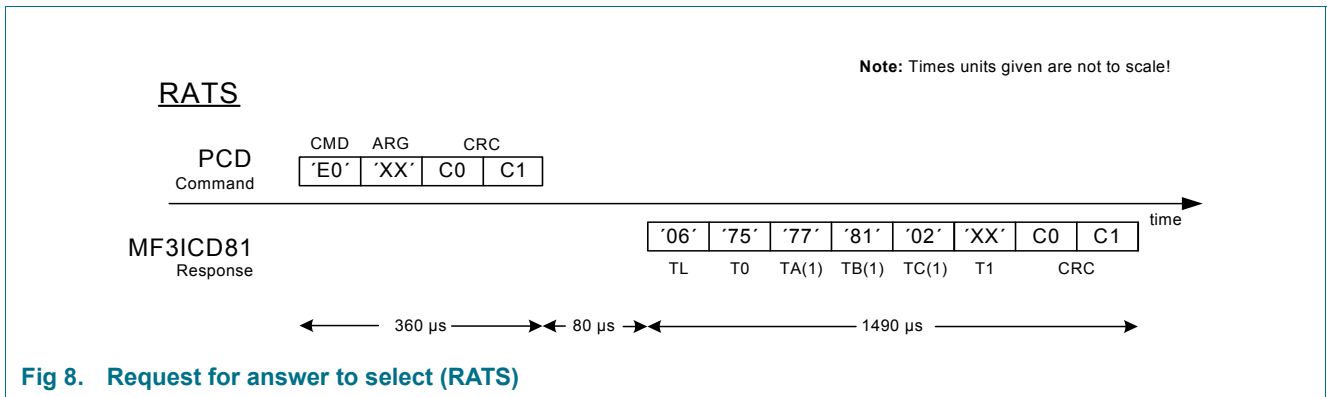 Note: Times units given are not to scale!
RATS
CMD ARG CRC
PCD
Command
´E0´ ´XX´ C0 C1
time
MF3ICD81
Response
´06´ ´75´ ´77´ ´81´ ´02´ ´XX´ C0 C1
TL T0 TA(1) TB(1) TC(1) T1 CRC
360 µs 80 µs 1490 µs
Fig 8. Request for answer to select (RATS)